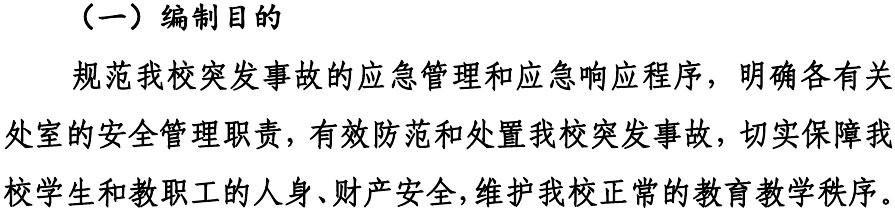 （一）编制目的
规范我校突发事故的应急管理和应急响应程序，明确各有关
处室的安全管理职责，有效防范和处置我校突发事故，切实保障我
校学生和教职工的人身、财产安全，维护我校正常的教育教学秩序。